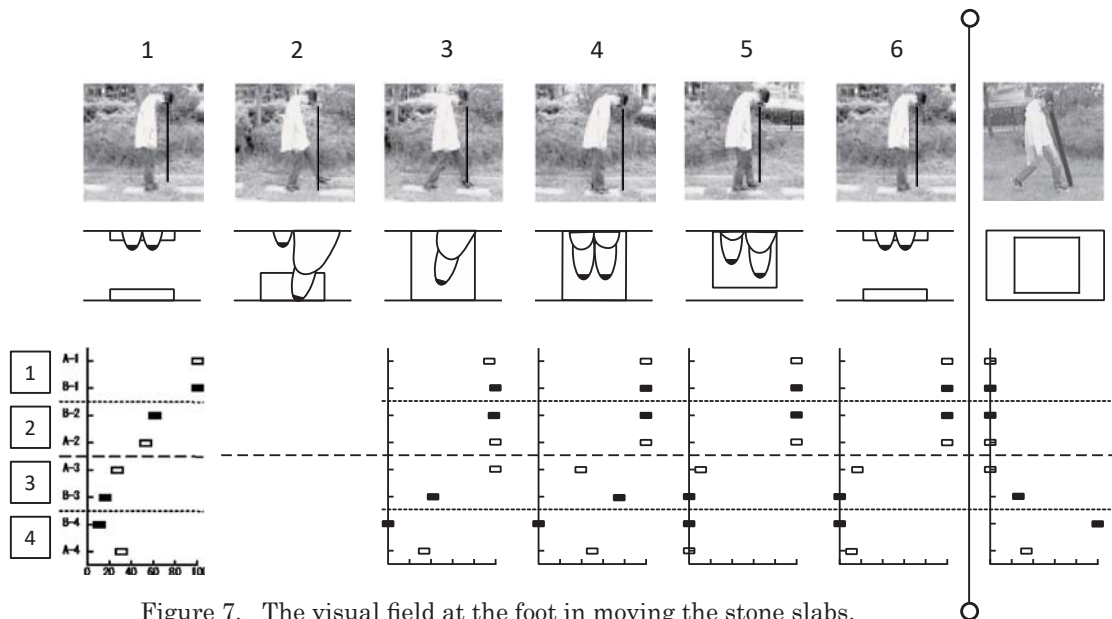 1 2 3 4 5 6
1
A-1
B-1
2
B-2
A-2
3
A-3
B-3
4
B-4
A-4
0 20 40 60 80 100
Figure 7. The visual field at the foot in moving the stone slabs.